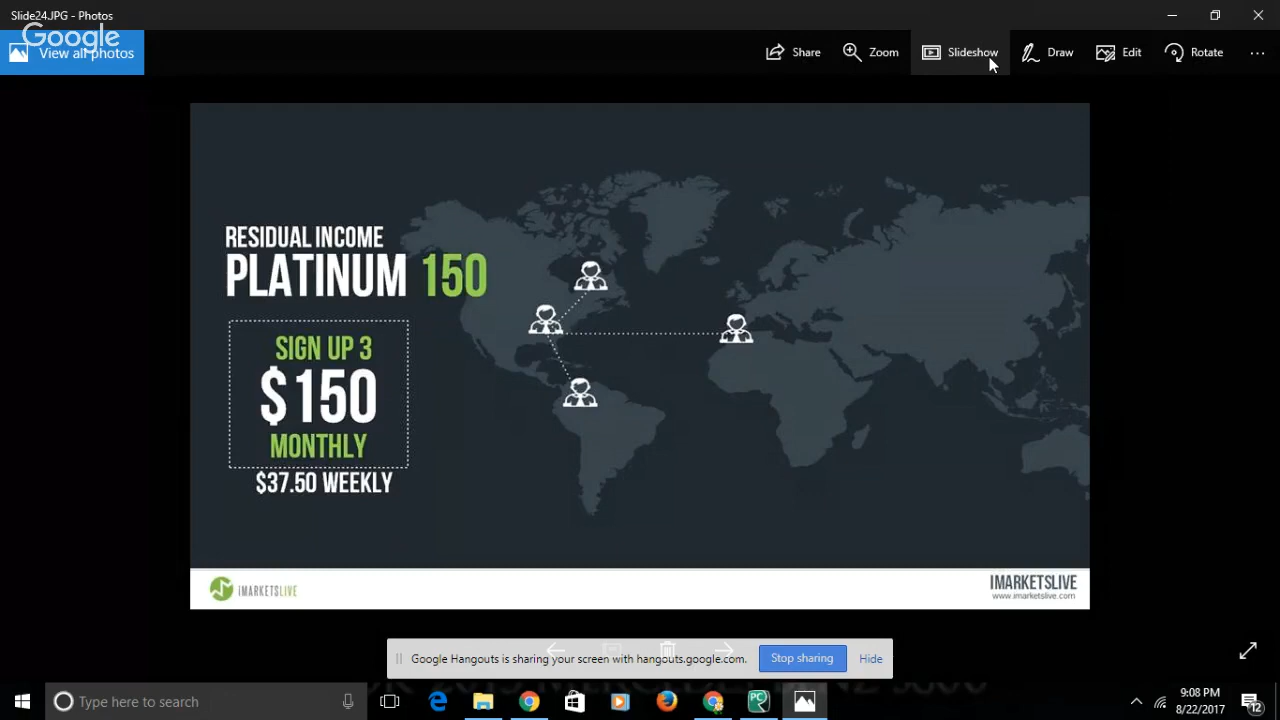 Slide24.JPG - Photos
Google
View all photos
Share
Zoom
Slideshow
Draw
Edit
Rotate
RESIDUAL INCOME
PLATINUM 150
SIGN UP 3
$150
MONTHLY
$37.50 WEEKLY
iMARKETSLIVE
IMARKETSLIVE
www.imarketslive.com
Google Hangouts is sharing your screen with hangouts.google.com.
Stop sharing
Hide
Type here to search
9:08 PM
8/22/2017
12